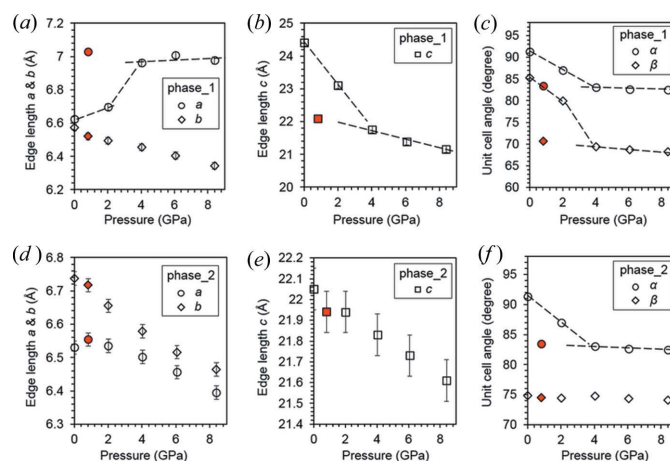 (a)
phase_1
a
b
Edge length a & b (Å)
7.2
7
6.8
6.6
6.4
6.2
0 2 4 6 8
Pressure (GPa)
(b)
phase_1
c
Edge length c (Å)
25
24
23
22
21
20
0 2 4 6 8
Pressure (GPa)
(c)
phase_1
α
β
Unit cell angle (degree)
95
90
85
80
75
70
65
0 2 4 6 8
Pressure (GPa)
(d)
phase_2
a
b
Edge length a & b (Å)
6.8
6.7
6.6
6.5
6.4
6.3
0 2 4 6 8
Pressure (GPa)
(e)
phase_2
c
Edge length c (Å)
22.2
22.1
22
21.9
21.8
21.7
21.6
21.5
21.4
0 2 4 6 8
Pressure (GPa)
(f)
phase_2
α
β
Unit cell angle (degree)
95
90
85
80
75
70
0 2 4 6 8
Pressure (GPa)